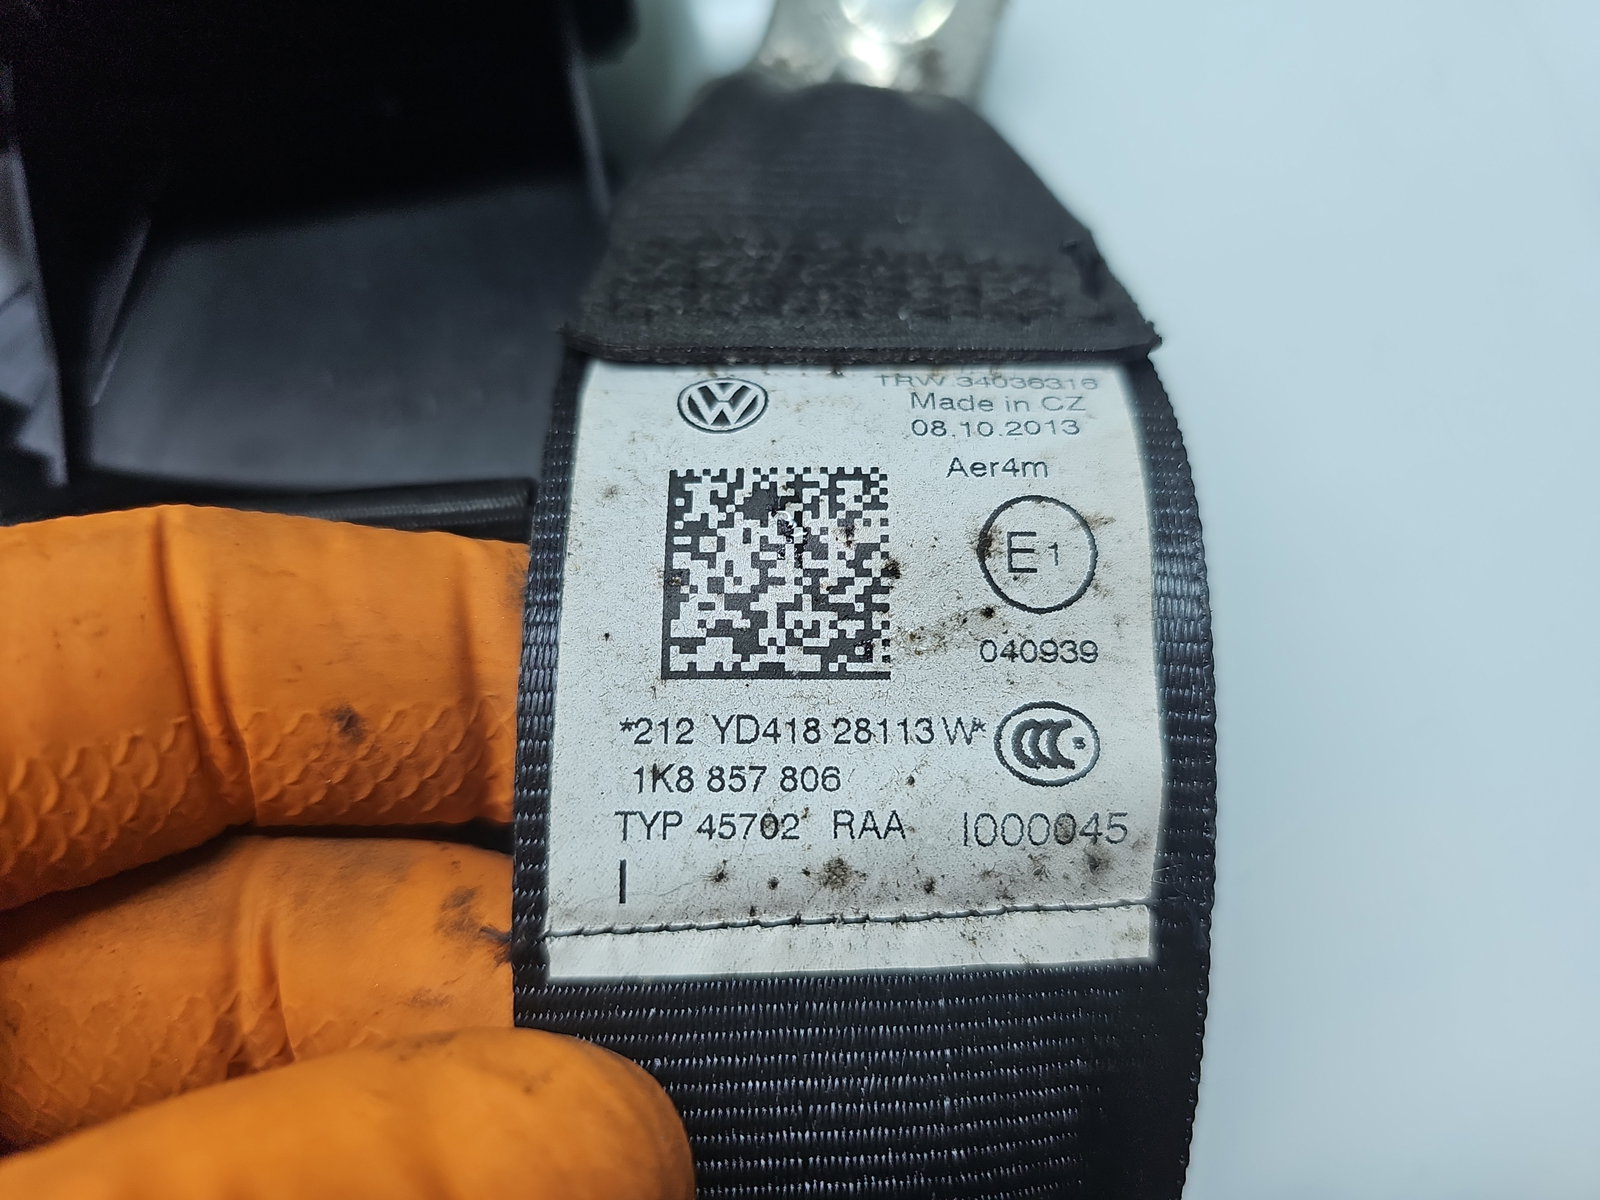 TRW 34036316
Made in CZ
08.10.2013
Aer4m
E1
040939
*212 YD418 28113 W*
CCC
1K8 857 806
TYP 45702 RAA I000045
I